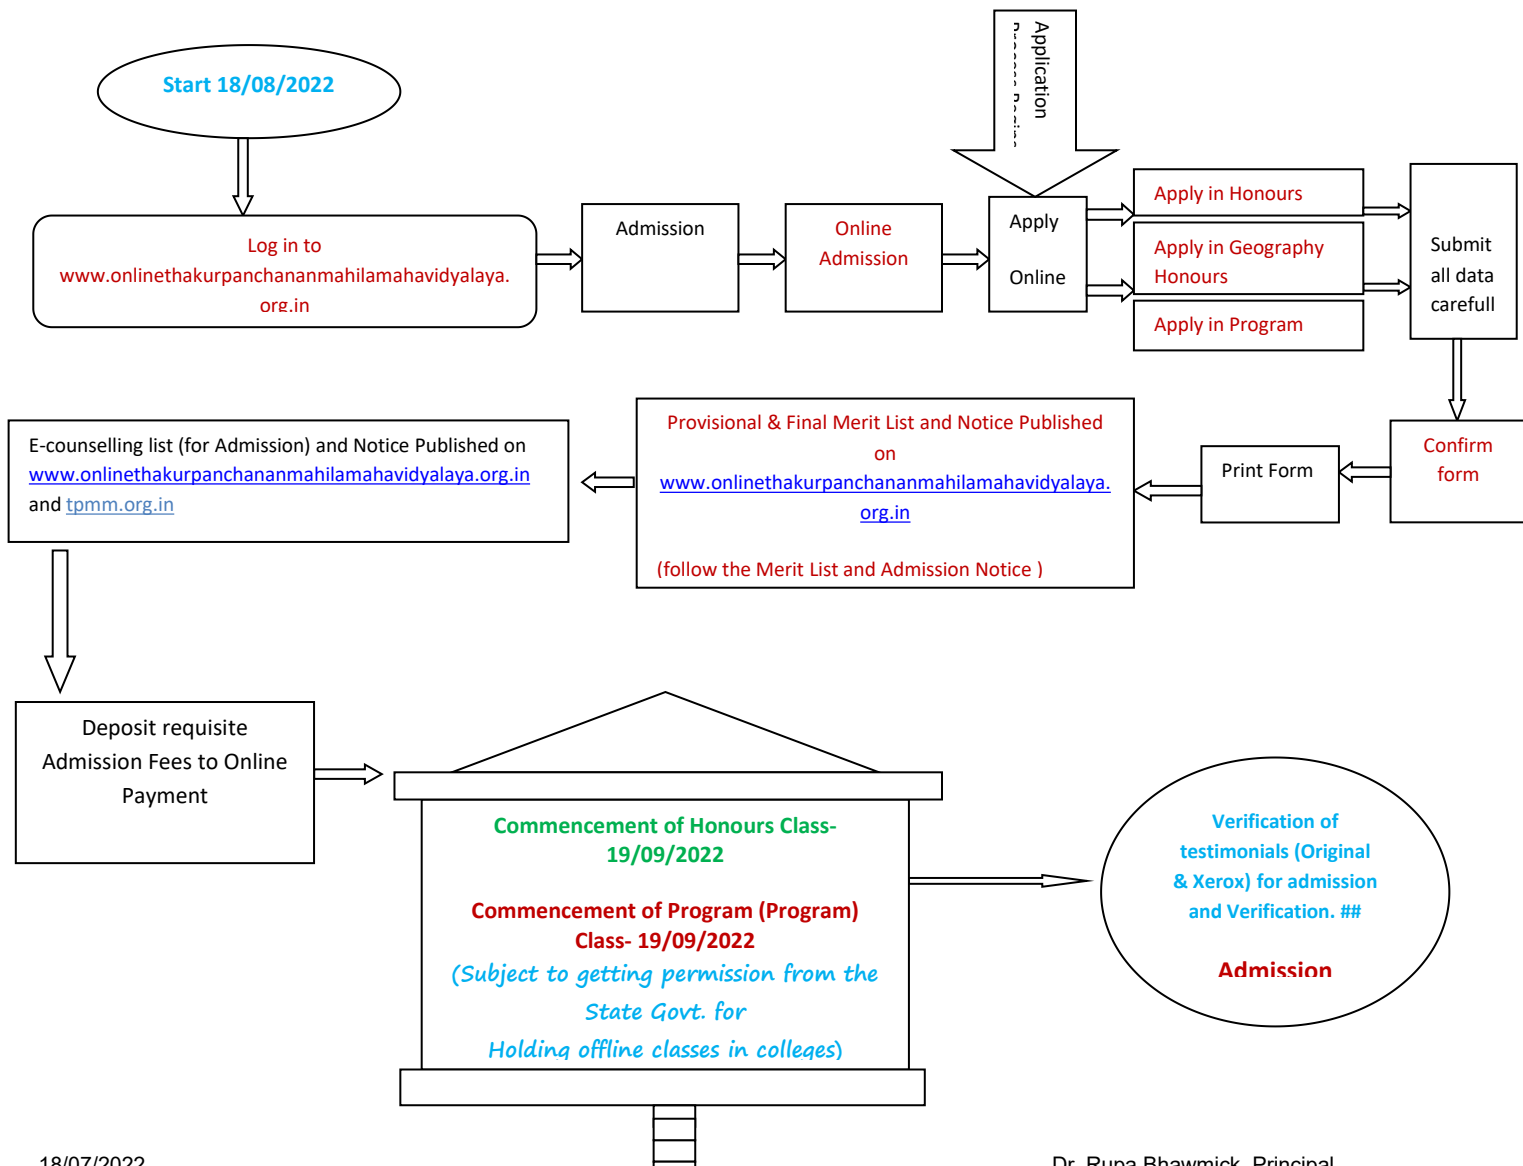 Start 18/08/2022
Application
Log in to
www.onlinethakurpanchananmahilamahavidyalaya.
org.in
Admission
Online
Admission
Apply
Online
Apply in Honours
Apply in Geography
Honours
Apply in Program
Submit
all data
carefull
Confirm
form
Print Form
Provisional & Final Merit List and Notice Published
on
www.onlinethakurpanchananmahilamahavidyalaya.
org.in
(follow the Merit List and Admission Notice )
E-counselling list (for Admission) and Notice Published on
www.onlinethakurpanchananmahilamahavidyalaya.org.in
and tpmm.org.in
Deposit requisite
Admission Fees to Online
Payment
Commencement of Honours Class-
19/09/2022
Commencement of Program (Program)
Class- 19/09/2022
(Subject to getting permission from the
State Govt. for
Holding offline classes in colleges)
Verification of
testimonials (Original
& Xerox) for admission
and Verification. ##
Admission
18/07/2022
Dr. Rupa Bhawmick, Principal